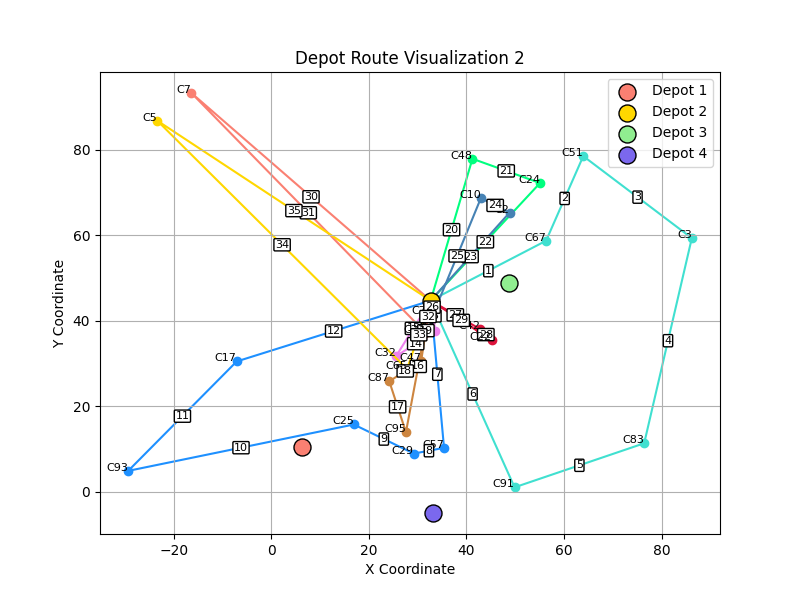 Depot Route Visualization 2
Depot 1
Depot 2
Depot 3
Depot 4
C7
C5
C48
C51
C24
C10
C67
C3
C17
C32
C87
C25
C95
C29
C57
C93
C91
C83
21
2
3
30
24
35
31
20
34
22
25
23
1
26
12
32
27
29
4
33
28
14
7
16
18
6
17
11
9
10
8
5
Y Coordinate
80
60
40
20
0
−20
0
20
40
60
80
X Coordinate